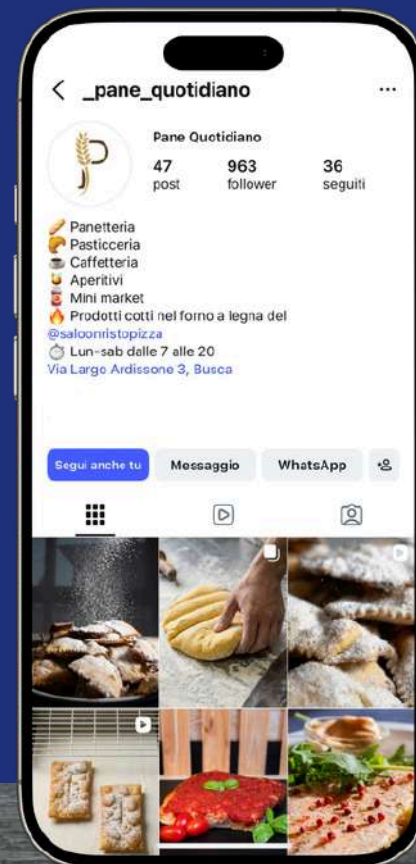 _pane_quotidiano
Pane Quotidiano
47 963 36
post follower seguiti
Panetteria
Pasticceria
Caffetteria
Aperitivi
Mini market
Prodotti cotti nel forno a legna del
@saloonristopizza
Lun-sab dalle 7 alle 20
Via Largo Ardissone 3, Busca
Segui anche tu Messaggio WhatsApp